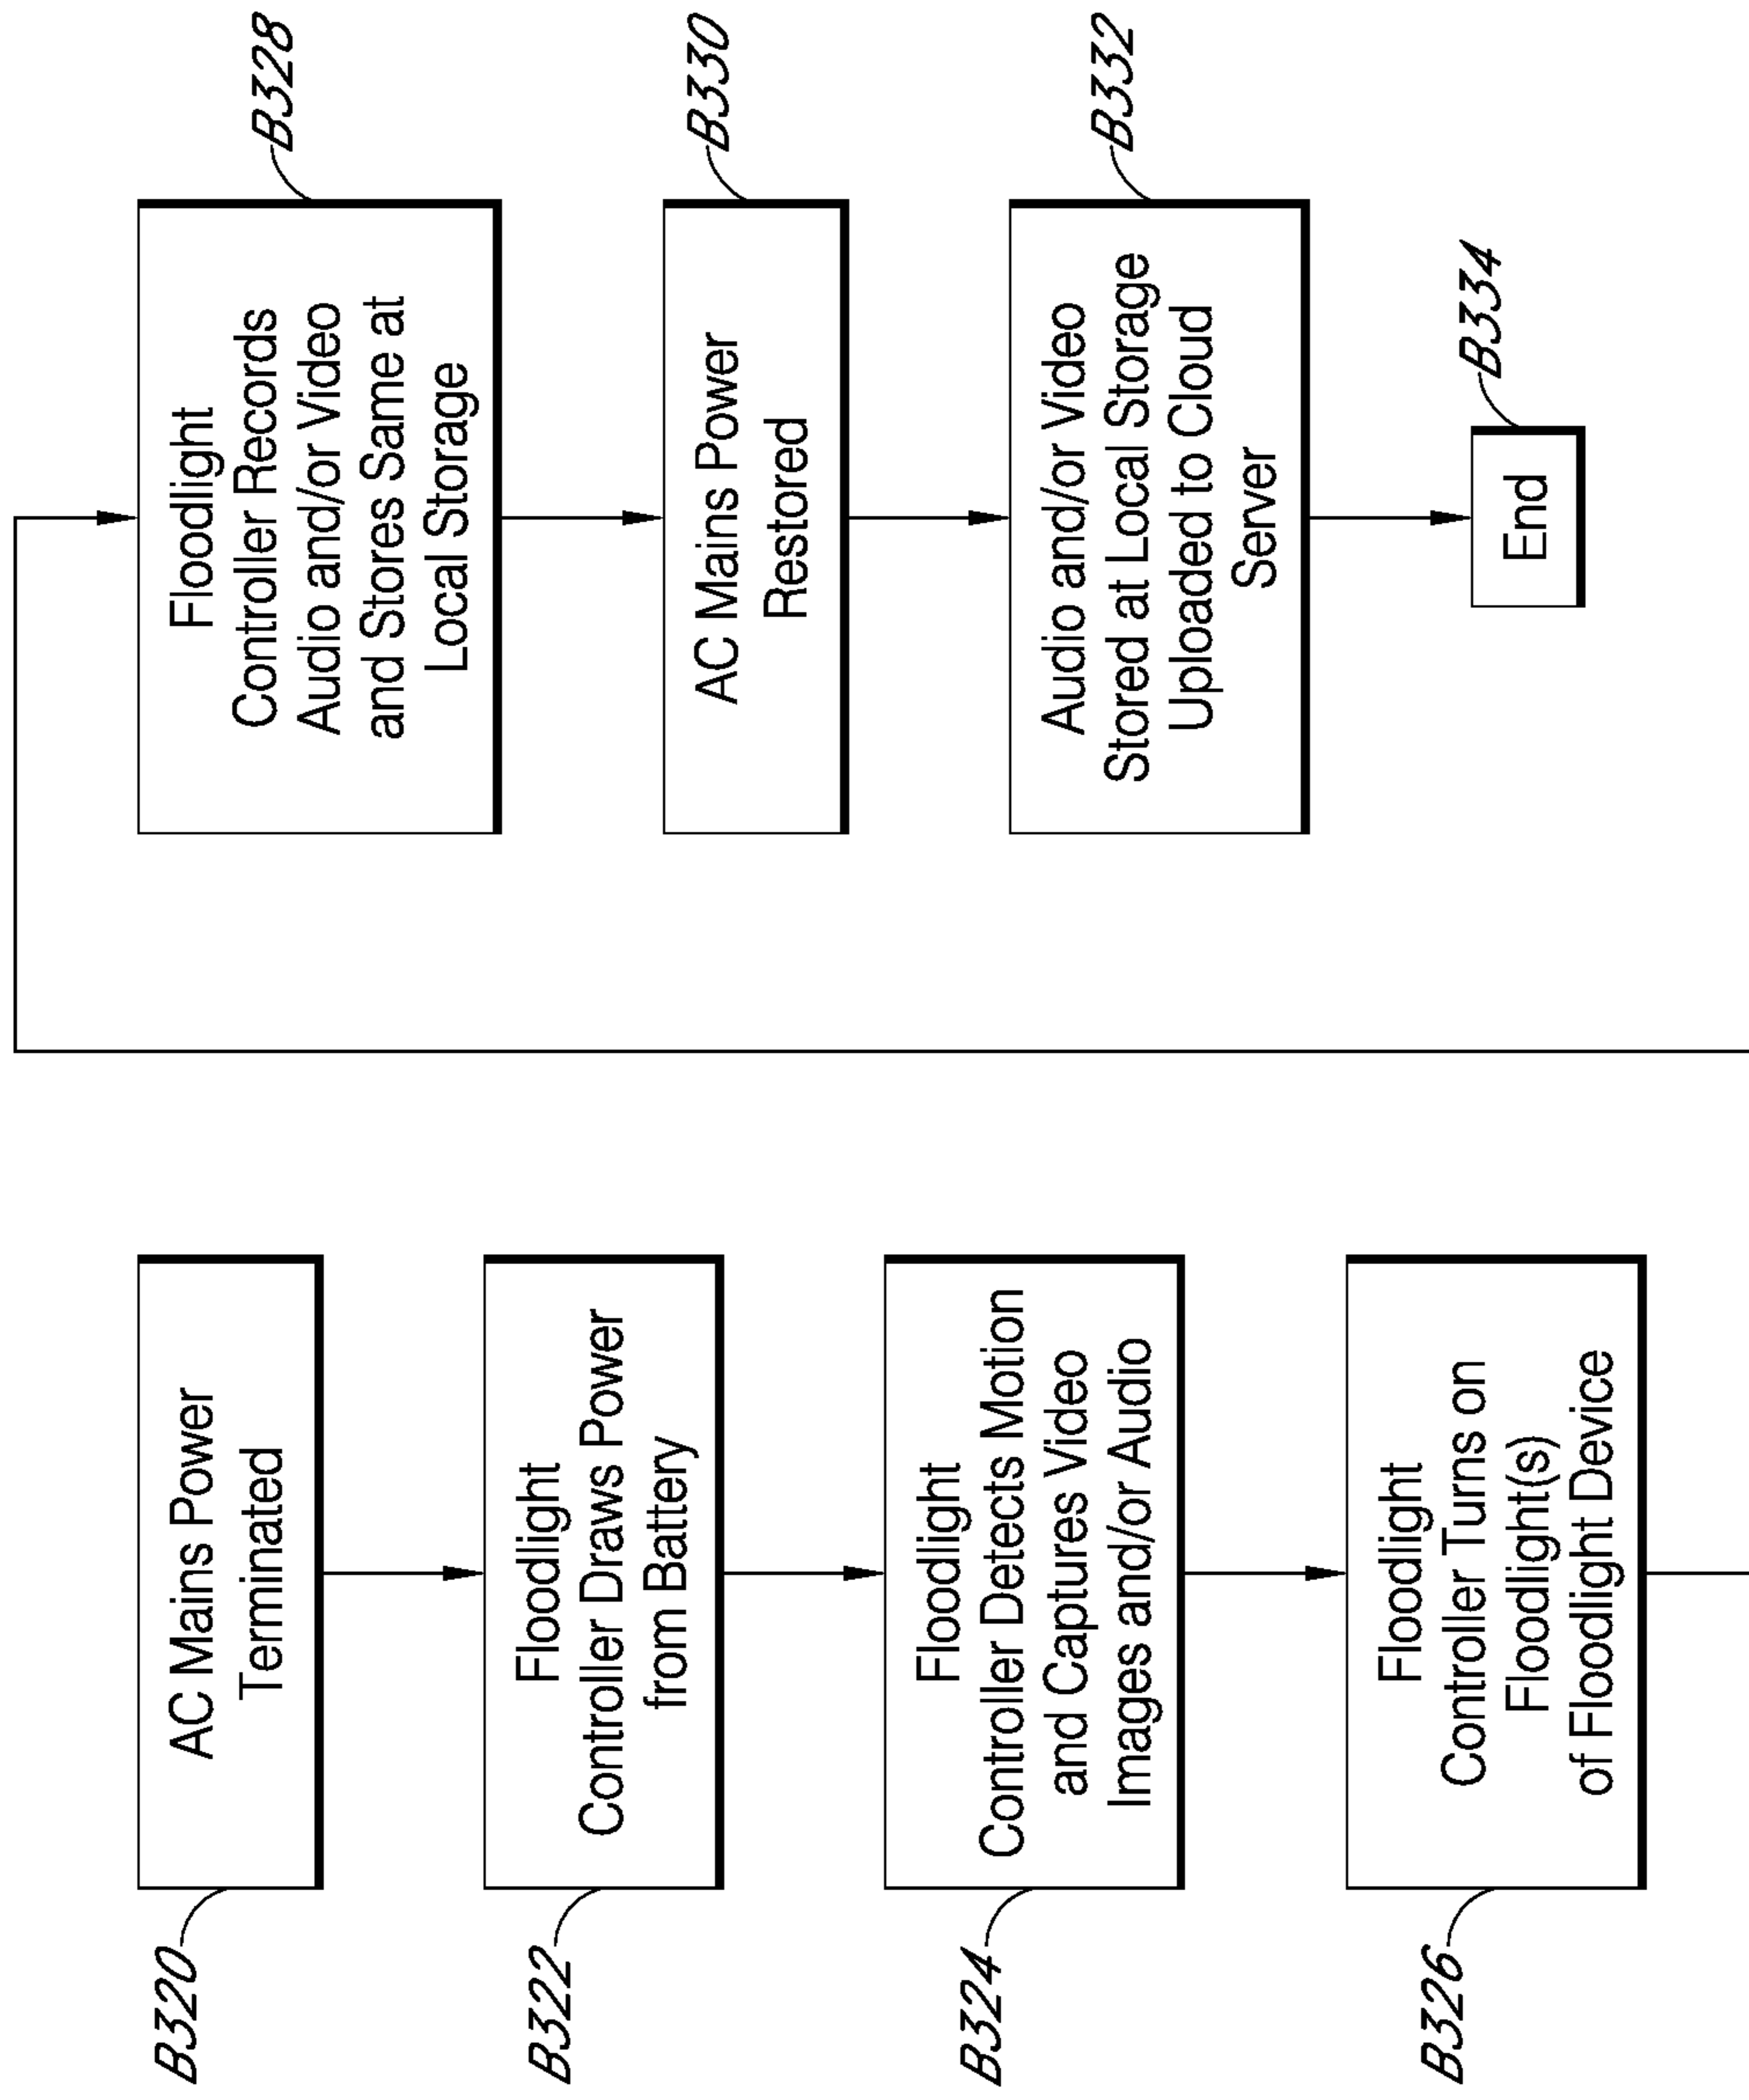 B320
AC Mains Power
Terminated
B322
Floodlight
Controller Draws Power
from Battery
B324
Floodlight
Controller Detects Motion
and Captures Video
Images and/or Audio
B326
Floodlight
Controller Turns on
Floodlight(s)
of Floodlight Device
B328
Floodlight
Controller Records
Audio and/or Video
and Stores Same at
Local Storage
B330
AC Mains Power
Restored
B332
Audio and/or Video
Stored at Local Storage
Uploaded to Cloud
Server
B334
End